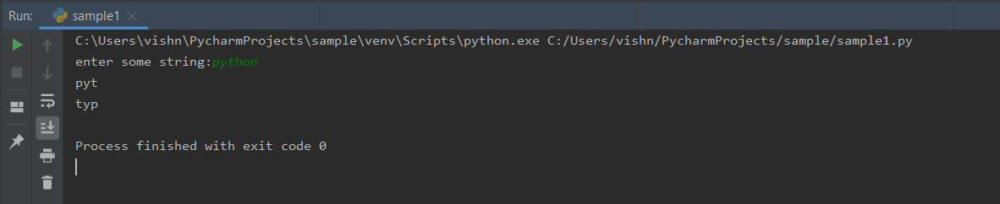 Run: sample1
C:\Users\vishn\PycharmProjects\sample\venv\Scripts\python.exe C:/Users/vishn/PycharmProjects/sample/sample1.py
enter some string:python
pyt
typ
Process finished with exit code 0